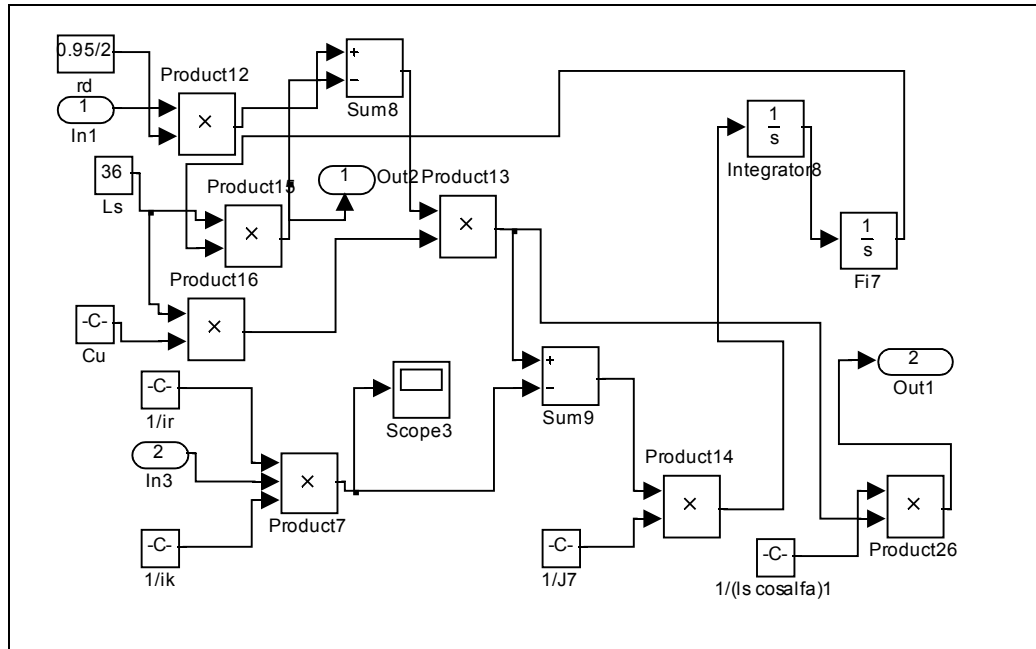 0.95/2
rd
Product12
×
1
In1
+
−
Sum8
1
s
Integrator8
36
Ls
Product15
×
1
Out2
Product13
×
1
s
Fi7
Product16
×
-C-
Cu
+
−
Sum9
2
Out1
-C-
1/ir
Scope3
2
In3
×
Product7
Product14
×
×
Product26
-C-
1/ik
-C-
1/J7
-C-
1/(ls cosalfa)1